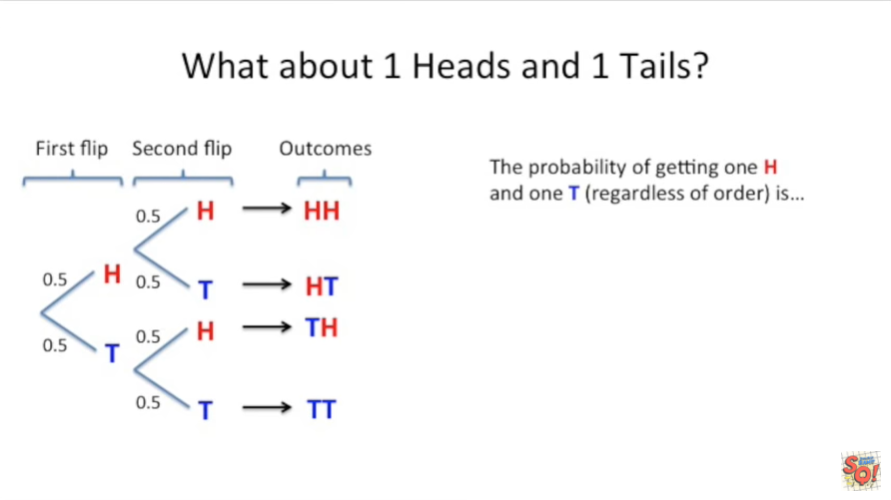 What about 1 Heads and 1 Tails?
First flip Second flip Outcomes
The probability of getting one H
and one T (regardless of order) is...
0.5 H HH
0.5 H 0.5 T HT
0.5 T 0.5 H TH
0.5 T TT